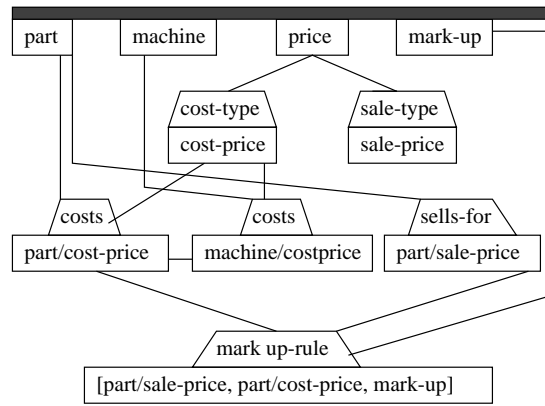 part machine price mark-up
cost-type sale-type
cost-price sale-price
costs costs sells-for
part/cost-price machine/costprice part/sale-price
mark up-rule
[part/sale-price, part/cost-price, mark-up]